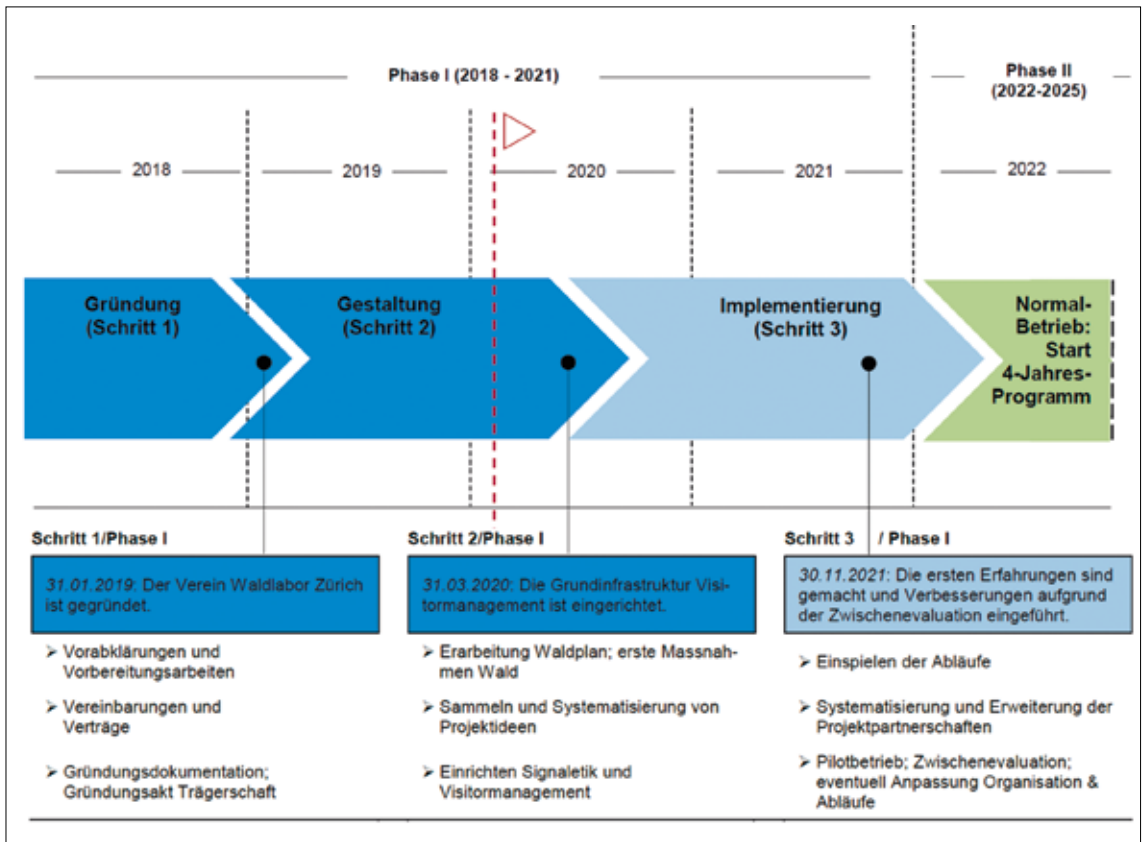 Phase I (2018 - 2021)
Phase II
(2022-2025)
2018
2019
2020
2021
2022
Gründung
(Schritt 1)
Gestaltung
(Schritt 2)
Implementierung
(Schritt 3)
Normal-
Betrieb:
Start
4-Jahres-
Programm
Schritt 1/Phase I
31.01.2019: Der Verein Waldlabor Zürich
ist gegründet.
➢ Vorabklärungen und
Vorbereitungsarbeiten
➢ Vereinbarungen und
Verträge
➢ Gründungsdokumentation;
Gründungsakt Trägerschaft
Schritt 2/Phase I
31.03.2020: Die Grundinfrastruktur Visi-
tormanagement ist eingerichtet.
➢ Erarbeitung Waldplan; erste Massnah-
men Wald
➢ Sammeln und Systematisierung von
Projektideen
➢ Einrichten Signaletik und
Visitormanagement
Schritt 3 / Phase I
30.11.2021: Die ersten Erfahrungen sind
gemacht und Verbesserungen aufgrund
der Zwischenevaluation eingeführt.
➢ Einspielen der Abläufe
➢ Systematisierung und Erweiterung der
Projektpartnerschaften
➢ Pilotbetrieb; Zwischenevaluation;
eventuell Anpassung Organisation &
Abläufe